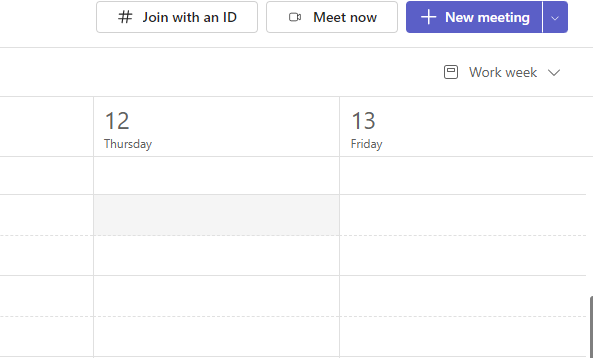 # Join with an ID
Meet now
+ New meeting
Work week
12
Thursday
13
Friday